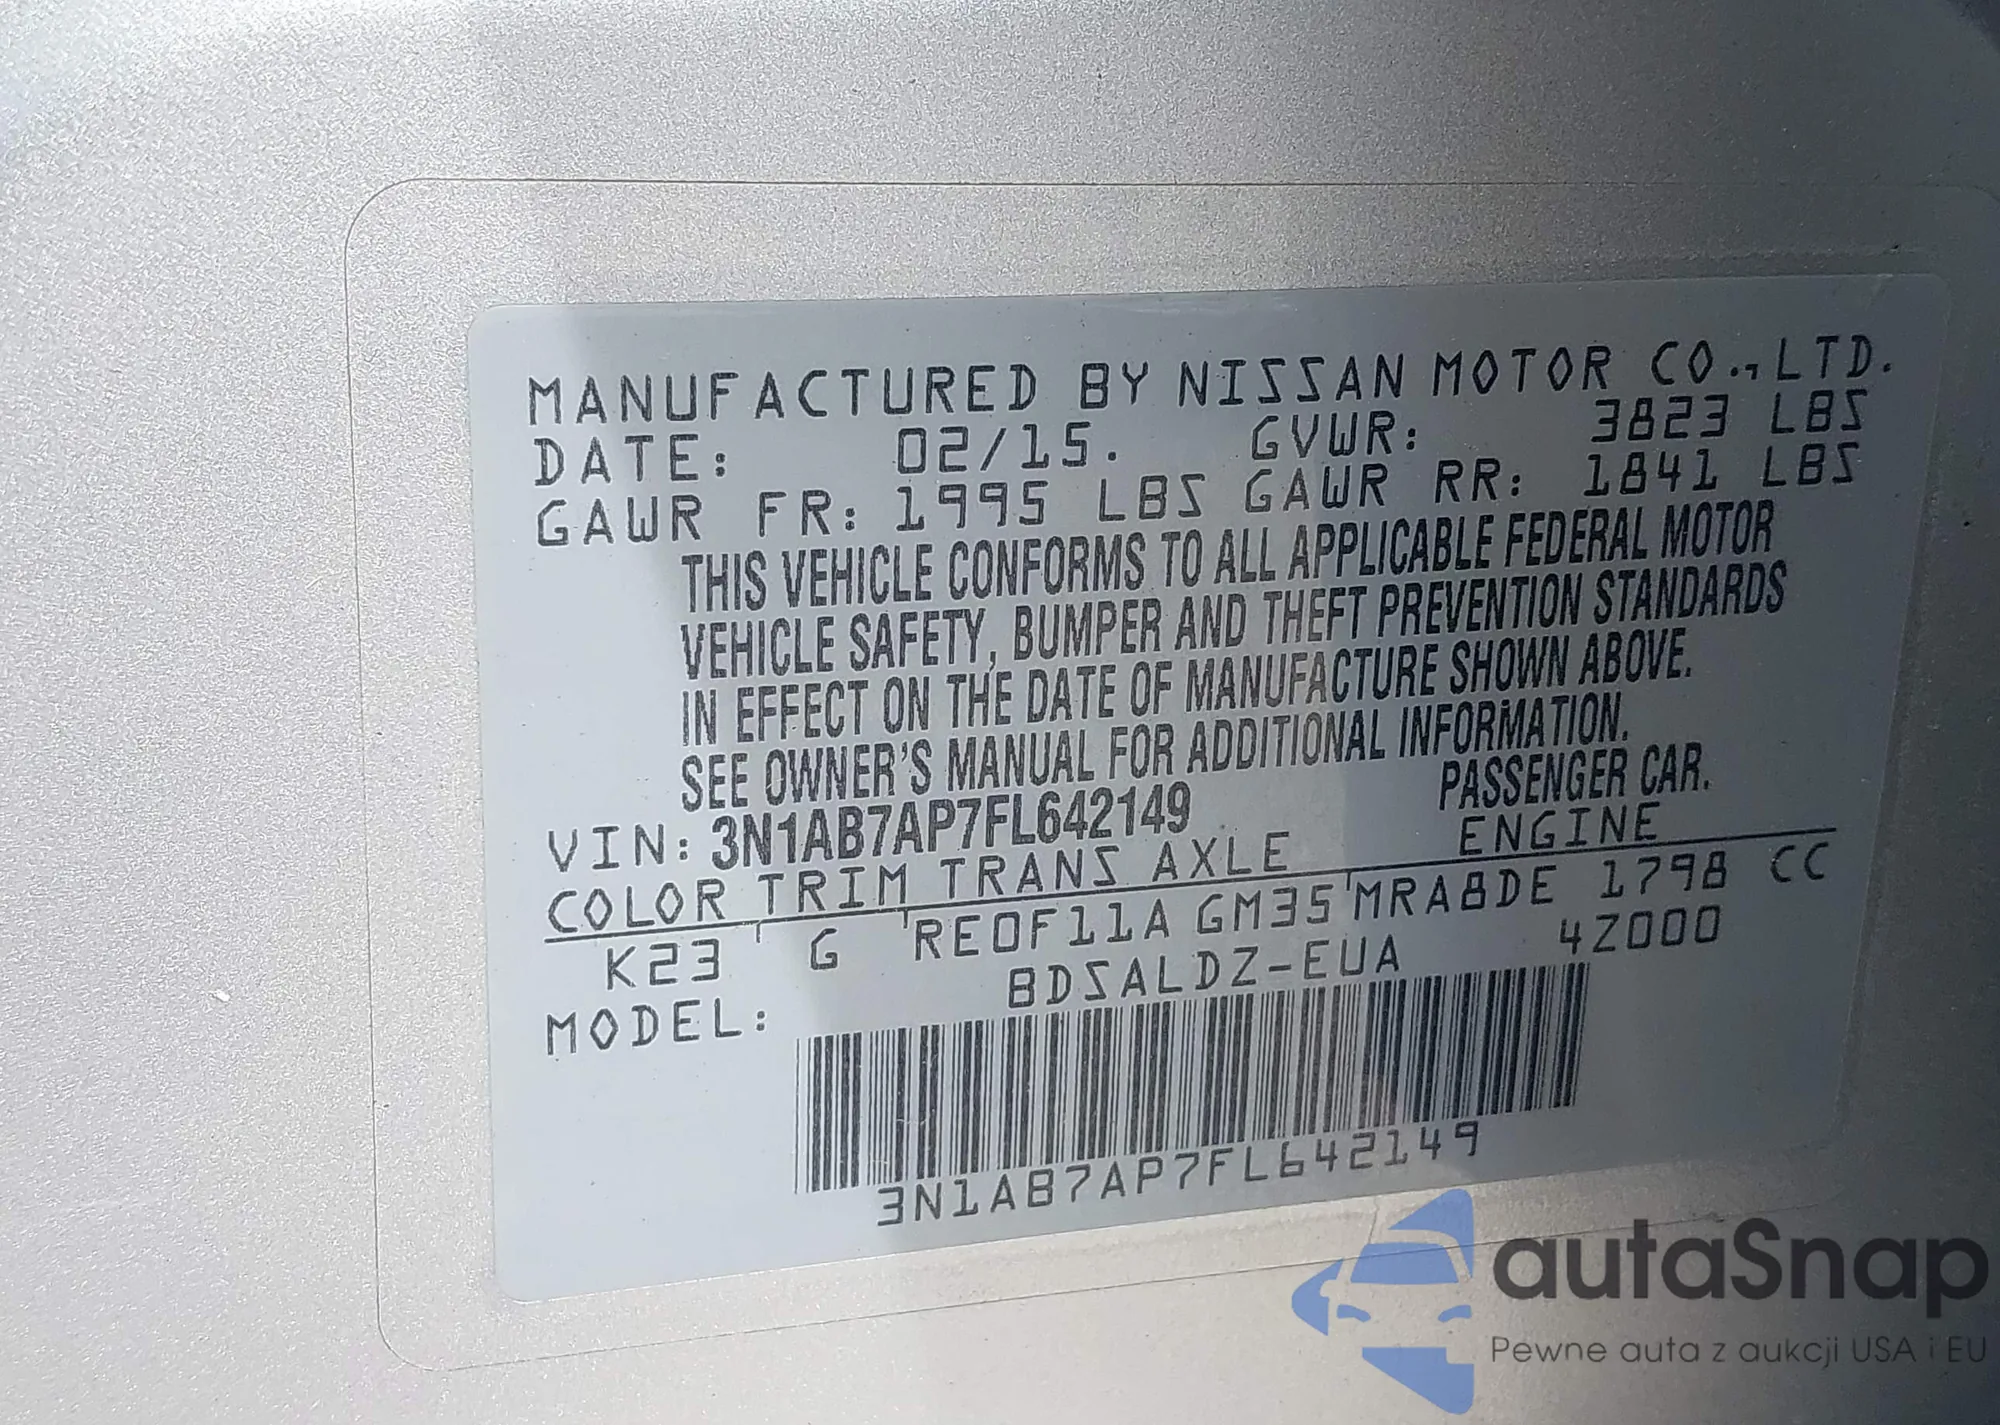 MANUFACTURED BY NISSAN MOTOR CO., LTD.
DATE: 02/15. GVWR: 3823 LBS
GAWR FR: 1995 LBS GAWR RR: 1841 LBS
THIS VEHICLE CONFORMS TO ALL APPLICABLE FEDERAL MOTOR
VEHICLE SAFETY, BUMPER AND THEFT PREVENTION STANDARDS
IN EFFECT ON THE DATE OF MANUFACTURE SHOWN ABOVE.
SEE OWNER'S MANUAL FOR ADDITIONAL INFORMATION.
VIN: 3N1AB7AP7FL642149 PASSENGER CAR.
COLOR TRIM TRANS AXLE ENGINE
K23 G RE0F11A GM35 MRA8DE 1798 CC
MODEL: BDSALDZ-EUA 4Z000
3N1AB7AP7FL642149
autaSnap
Pewne auta z aukcji USA i EU